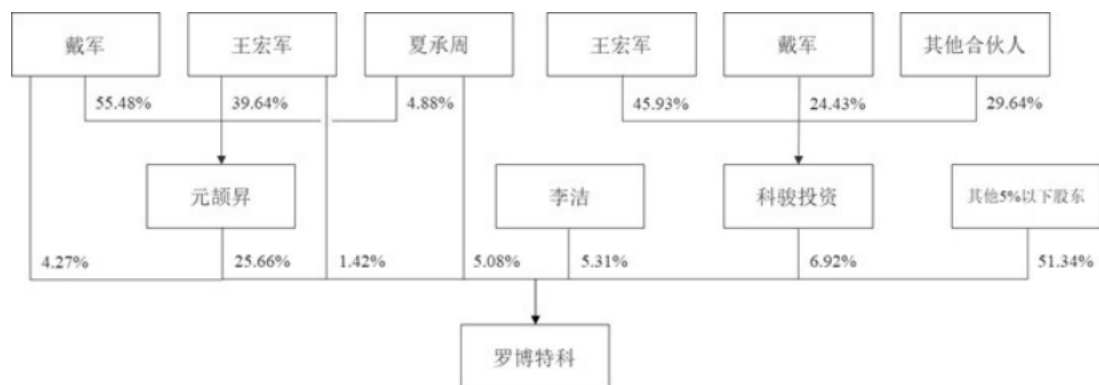 戴军
王宏军
夏承周
王宏军
戴军
其他合伙人
55.48%
39.64%
4.88%
45.93%
24.43%
29.64%
元颉昇
李洁
科骏投资
其他5%以下股东
4.27%
25.66%
1.42%
5.08%
5.31%
6.92%
51.34%
罗博特科